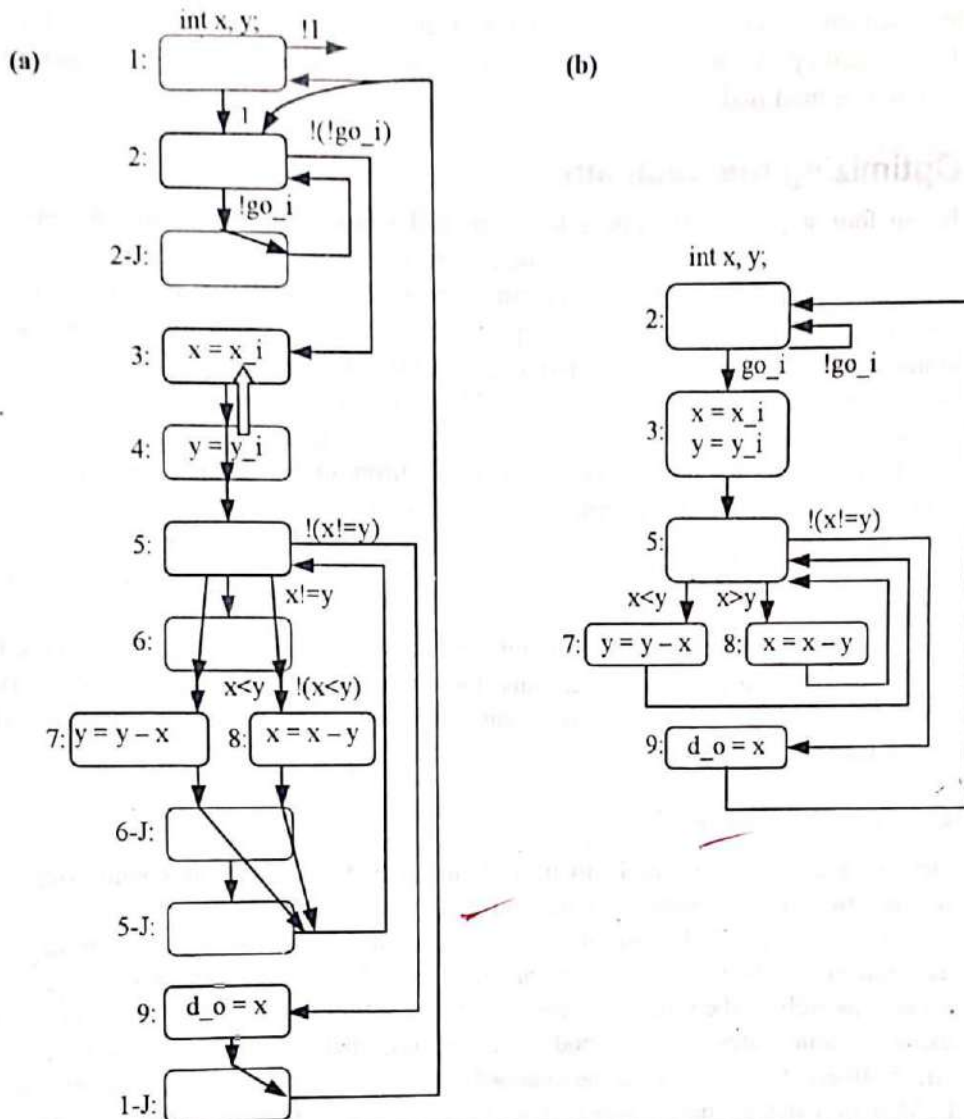 (a)
int x, y;
!1
1:
1
2:
!(!go_i)
!go_i
2-J:
3:
x = x_i
4:
y = y_i
5:
!(x!=y)
x!=y
6:
x<y
!(x<y)
7:
y = y – x
8:
x = x – y
6-J:
5-J:
9:
d_o = x
1-J:
(b)
int x, y;
2:
go_i
!go_i
3:
x = x_i
y = y_i
5:
!(x!=y)
x<y
x>y
7:
y = y – x
8:
x = x – y
9:
d_o = x